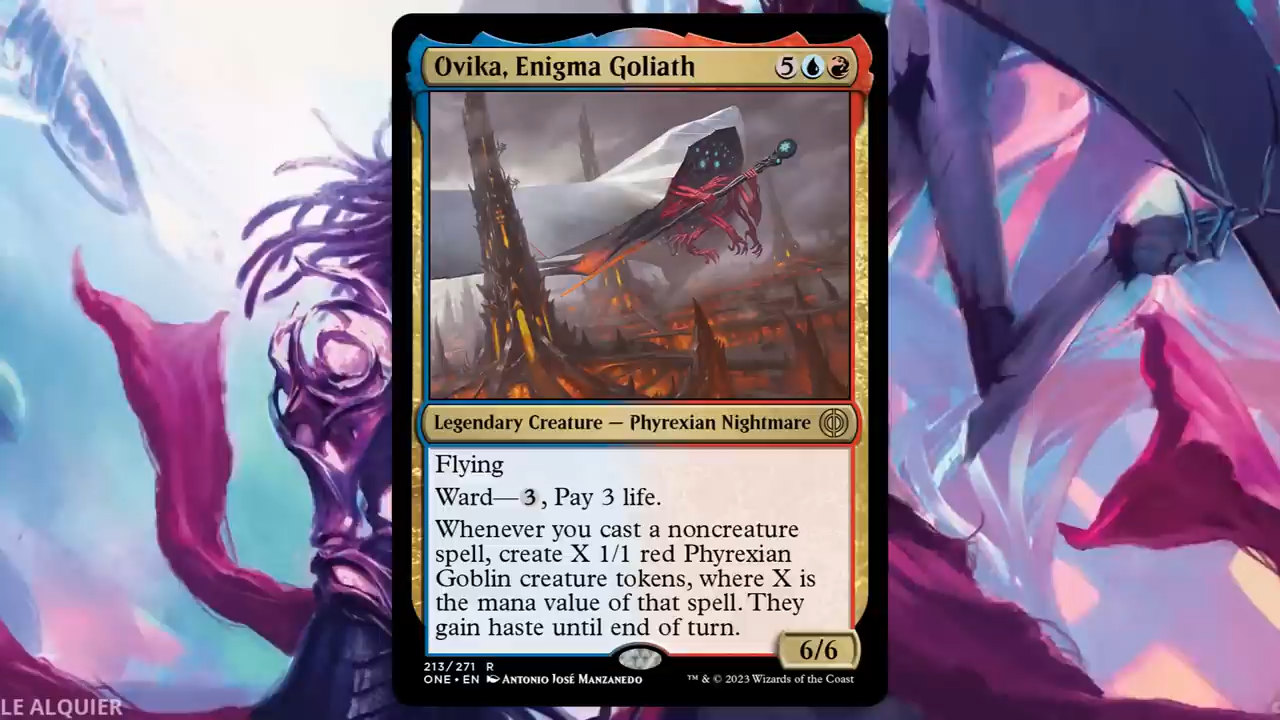 Ovika, Enigma Goliath 5
Legendary Creature — Phyrexian Nightmare
Flying
Ward—3, Pay 3 life.
Whenever you cast a noncreature
spell, create X 1/1 red Phyrexian
Goblin creature tokens, where X is
the mana value of that spell. They
gain haste until end of turn.
6/6
213/271 R
ONE • EN Antonio José Manzanedo
™ & © 2023 Wizards of the Coast
LE ALQUIER